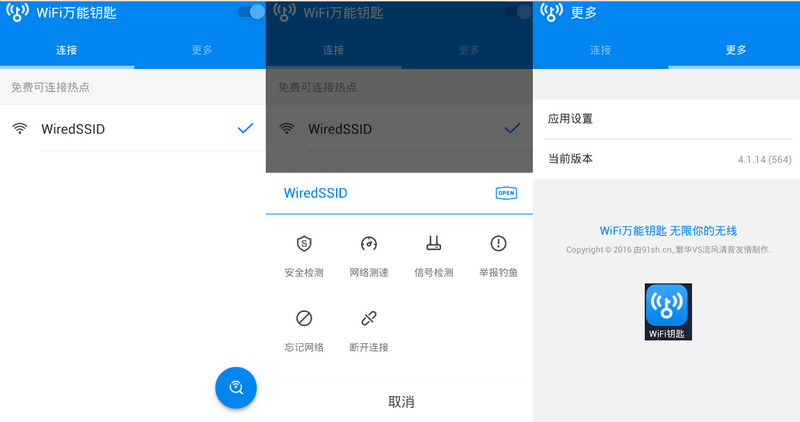 WiFi万能钥匙
连接
更多
免费可连接热点
WiredSSID
WiFi万能钥匙
连接
更多
免费可连接热点
WiredSSID
WiredSSID
OPEN
安全检测
网络测速
信号检测
举报钓鱼
忘记网络
断开连接
取消
更多
连接
更多
应用设置
当前版本
4.1.14 (564)
WiFi万能钥匙 无限你的无线
Copyright © 2016 由91sh.cn_繁华VS流风清音友情制作.
WiFi钥匙